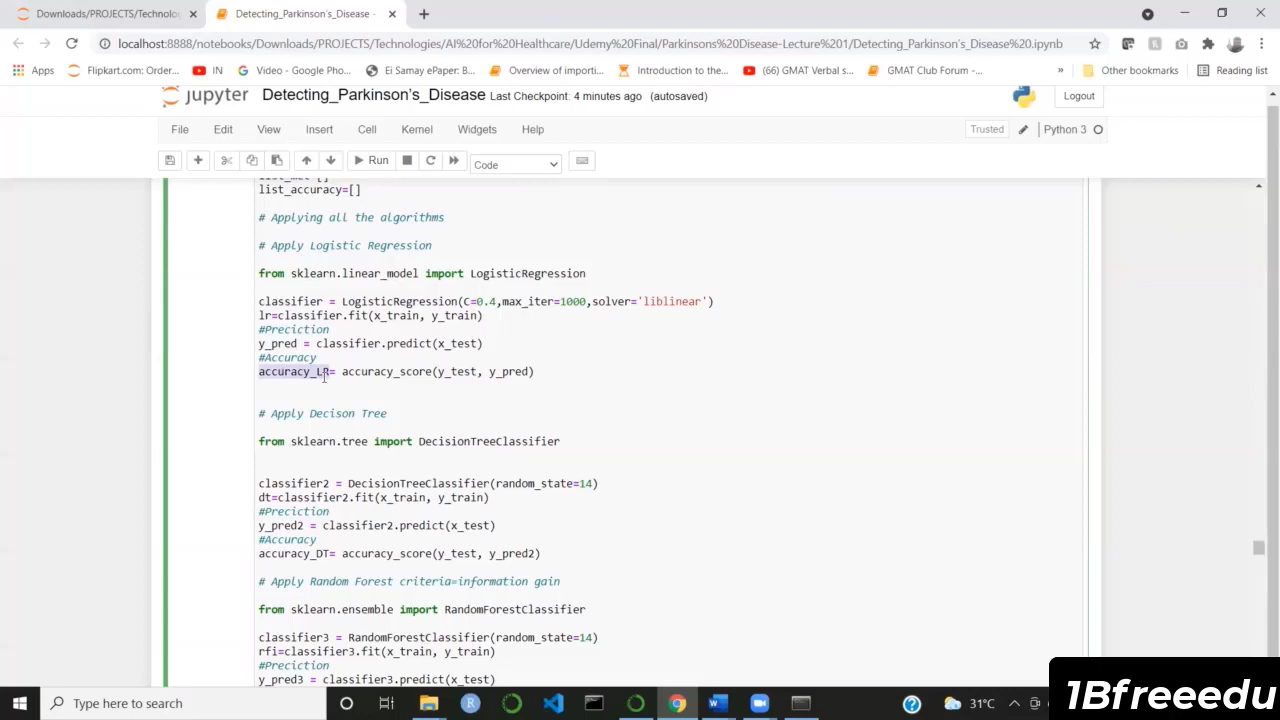 Downloads/PROJECTS/Technolog
Detecting_Parkinson's_Disease -
localhost:8888/notebooks/Downloads/PROJECTS/Technologies/AI%20for%20Healthcare/Udemy%20Final/Parkinsons%20Disease-Lecture%201/Detecting_Parkinson's_Disease%20.ipynb
Apps Flipkart.com: Order... IN Video - Google Pho... Ei Samay ePaper: B... Overview of importi... Introduction to the... (66) GMAT Verbal s... GMAT Club Forum -... » Other bookmarks Reading list
jupyter Detecting_Parkinson's_Disease Last Checkpoint: 4 minutes ago (autosaved) Logout
File Edit View Insert Cell Kernel Widgets Help Trusted Python 3
Run Code
list_accuracy=[]
# Applying all the algorithms
# Apply Logistic Regression
from sklearn.linear_model import LogisticRegression
classifier = LogisticRegression(C=0.4,max_iter=1000,solver='liblinear')
lr=classifier.fit(x_train, y_train)
#Preciction
y_pred = classifier.predict(x_test)
#Accuracy
accuracy_LR= accuracy_score(y_test, y_pred)
# Apply Decison Tree
from sklearn.tree import DecisionTreeClassifier
classifier2 = DecisionTreeClassifier(random_state=14)
dt=classifier2.fit(x_train, y_train)
#Preciction
y_pred2 = classifier2.predict(x_test)
#Accuracy
accuracy_DT= accuracy_score(y_test, y_pred2)
# Apply Random Forest criteria=information gain
from sklearn.ensemble import RandomForestClassifier
classifier3 = RandomForestClassifier(random_state=14)
rfi=classifier3.fit(x_train, y_train)
#Preciction
y_pred3 = classifier3.predict(x_test)
1Bfreeedu
Type here to search
31°C